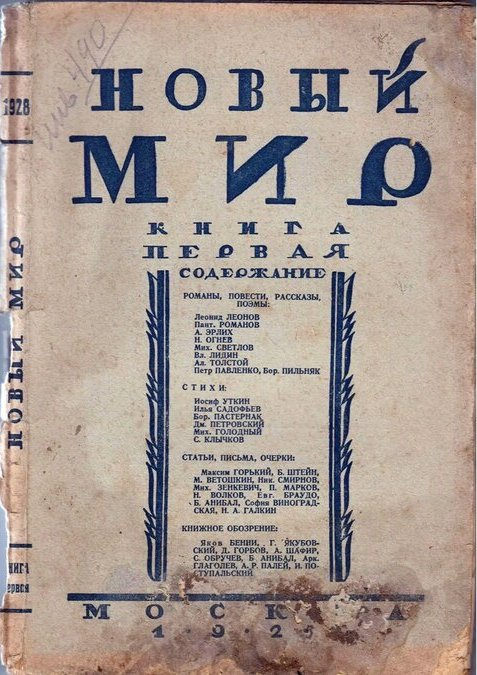 1928
НОВЫЙ МИР
КНИГА
ПЕРВАЯ
НОВЫЙ
МИР
КНИГА
ПЕРВАЯ
СОДЕРЖАНИЕ
РОМАНЫ, ПОВЕСТИ, РАССКАЗЫ,
ПОЭМЫ:
Леонид ЛЕОНОВ
Пант. РОМАНОВ
А. ЭРЛИХ
Н. ОГНЕВ
Мих. СВЕТЛОВ
Вл. ЛИДИН
Ал. ТОЛСТОЙ
Петр ПАВЛЕНКО, Бор. ПИЛЬНЯК
СТИХИ:
Иосиф УТКИН
Илья САДОФЬЕВ
Бор. ПАСТЕРНАК
Дм. ПЕТРОВСКИЙ
Мих. ГОЛОДНЫЙ
С. КЛЫЧКОВ
СТАТЬИ, ПИСЬМА, ОЧЕРКИ:
Максим ГОРЬКИЙ, Б. ШТЕЙН,
М. ВЕТОШКИН, Ник. СМИРНОВ,
Мих. ЗЕНКЕВИЧ, П. МАРКОВ,
Н. ВОЛКОВ, Евг. БРАУДО,
Б. АНИБАЛ, София ВИНОГРАД-
СКАЯ, Н. А. ГАЛКИН
КНИЖНОЕ ОБОЗРЕНИЕ:
Яков БЕНИИ, Г. ЯКУБОВ-
СКИЙ, Д. ГОРБОВ, А. ШАФИР,
С. ОБРУЧЕВ, Б. АНИБАЛ, Арк.
ГЛАГОЛЕВ, А. Р. ПАЛЕЙ, И. ПО-
СТУПАЛЬСКИЙ
МОСКВА